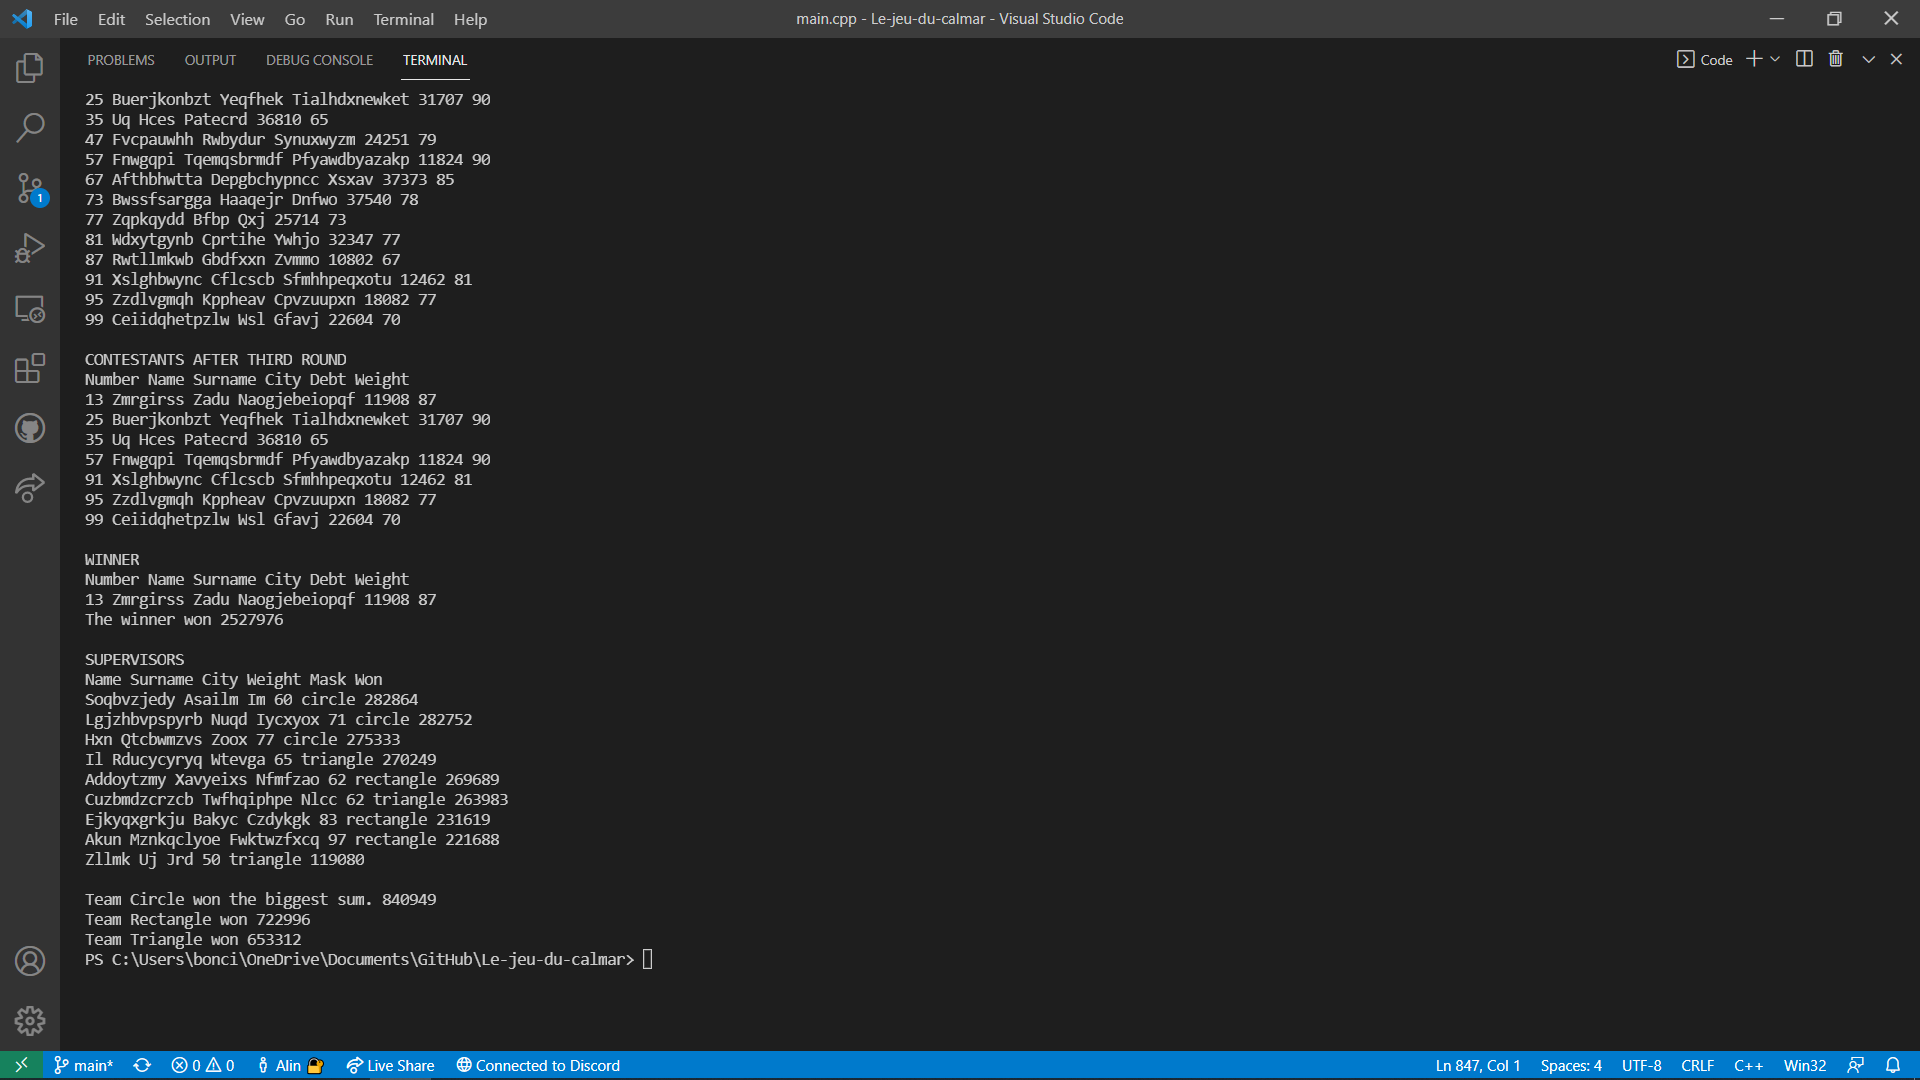 File Edit Selection View Go Run Terminal Help
main.cpp - Le-jeu-du-calmar - Visual Studio Code
PROBLEMS OUTPUT DEBUG CONSOLE TERMINAL
Code
25 Buerjkonbzt Yeqfhek Tialhdxnewket 31707 90
35 Uq Hces Patecrd 36810 65
47 Fvcpauwhh Rwbydur Synuxwyzm 24251 79
57 Fnwgqpi Tqemqsbrmdf Pfyawdbyazakp 11824 90
67 Afthbhwtta Depgbchypncc Xsxav 37373 85
73 Bwssfsargga Haaqejr Dnfwo 37540 78
77 Zqpkqydd Bfbp Qxj 25714 73
81 Wdxytgynb Cprtihe Ywhjo 32347 77
87 Rwtllmkwb Gbdfxxn Zvmmo 10802 67
91 Xslghbwync Cflcscb Sfmhhpeqxotu 12462 81
95 Zzdlvgmqh Kppheav Cpvzuupxn 18082 77
99 Ceiidqhetpzlw Wsl Gfavj 22604 70
CONTESTANTS AFTER THIRD ROUND
Number Name Surname City Debt Weight
13 Zmrgirss Zadu Naogjebeiopqf 11908 87
25 Buerjkonbzt Yeqfhek Tialhdxnewket 31707 90
35 Uq Hces Patecrd 36810 65
57 Fnwgqpi Tqemqsbrmdf Pfyawdbyazakp 11824 90
91 Xslghbwync Cflcscb Sfmhhpeqxotu 12462 81
95 Zzdlvgmqh Kppheav Cpvzuupxn 18082 77
99 Ceiidqhetpzlw Wsl Gfavj 22604 70
WINNER
Number Name Surname City Debt Weight
13 Zmrgirss Zadu Naogjebeiopqf 11908 87
The winner won 2527976
SUPERVISORS
Name Surname City Weight Mask Won
Soqbvzjedy Asailm Im 60 circle 282864
Lgjzhbvpspyrb Nuqd Iycxyox 71 circle 282752
Hxn Qtcbwmzvs Zoox 77 circle 275333
Il Rducycyryq Wtevga 65 triangle 270249
Addoytzmy Xavyeixs Nfmfzao 62 rectangle 269689
Cuzbmdzcrzcb Twfhqiphpe Nlcc 62 triangle 263983
Ejkyqxgrkju Bakyc Czdykgk 83 rectangle 231619
Akun Mznkqclyoe Fwktwzfxcq 97 rectangle 221688
Zllmk Uj Jrd 50 triangle 119080
Team Circle won the biggest sum. 840949
Team Rectangle won 722996
Team Triangle won 653312
PS C:\Users\bonci\OneDrive\Documents\GitHub\Le-jeu-du-calmar>
1
main* 0 0 Alin Live Share Connected to Discord Ln 847, Col 1 Spaces: 4 UTF-8 CRLF C++ Win32